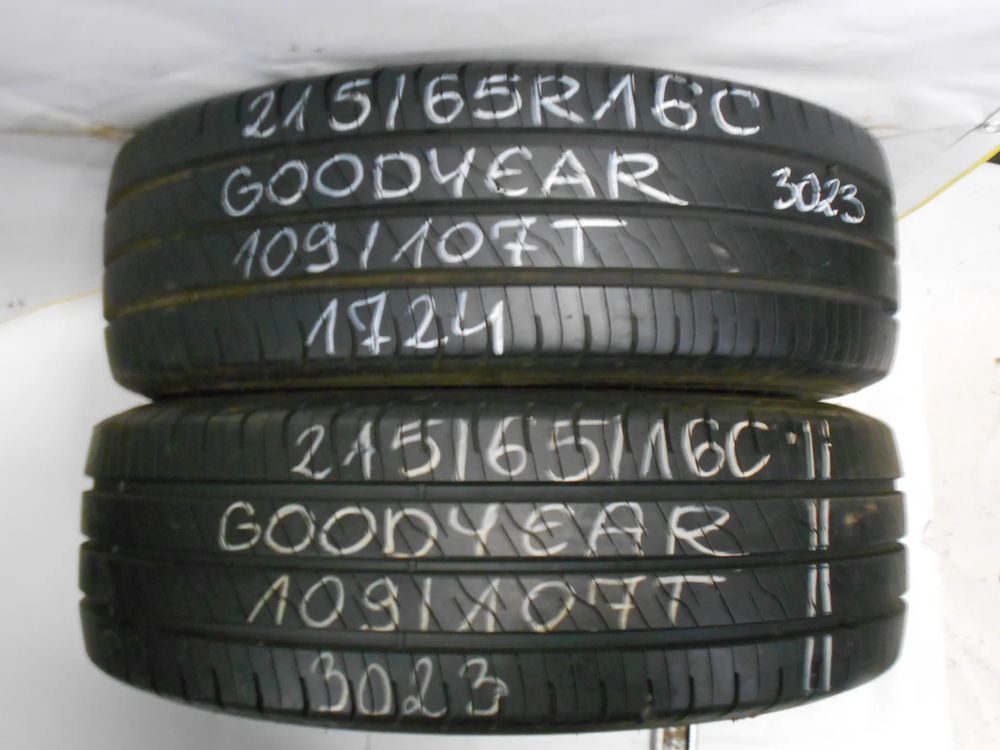 215/65R16C
GOODYEAR 3023
109/107T
1724
215/65/16C
GOODYEAR
109/107T
3023